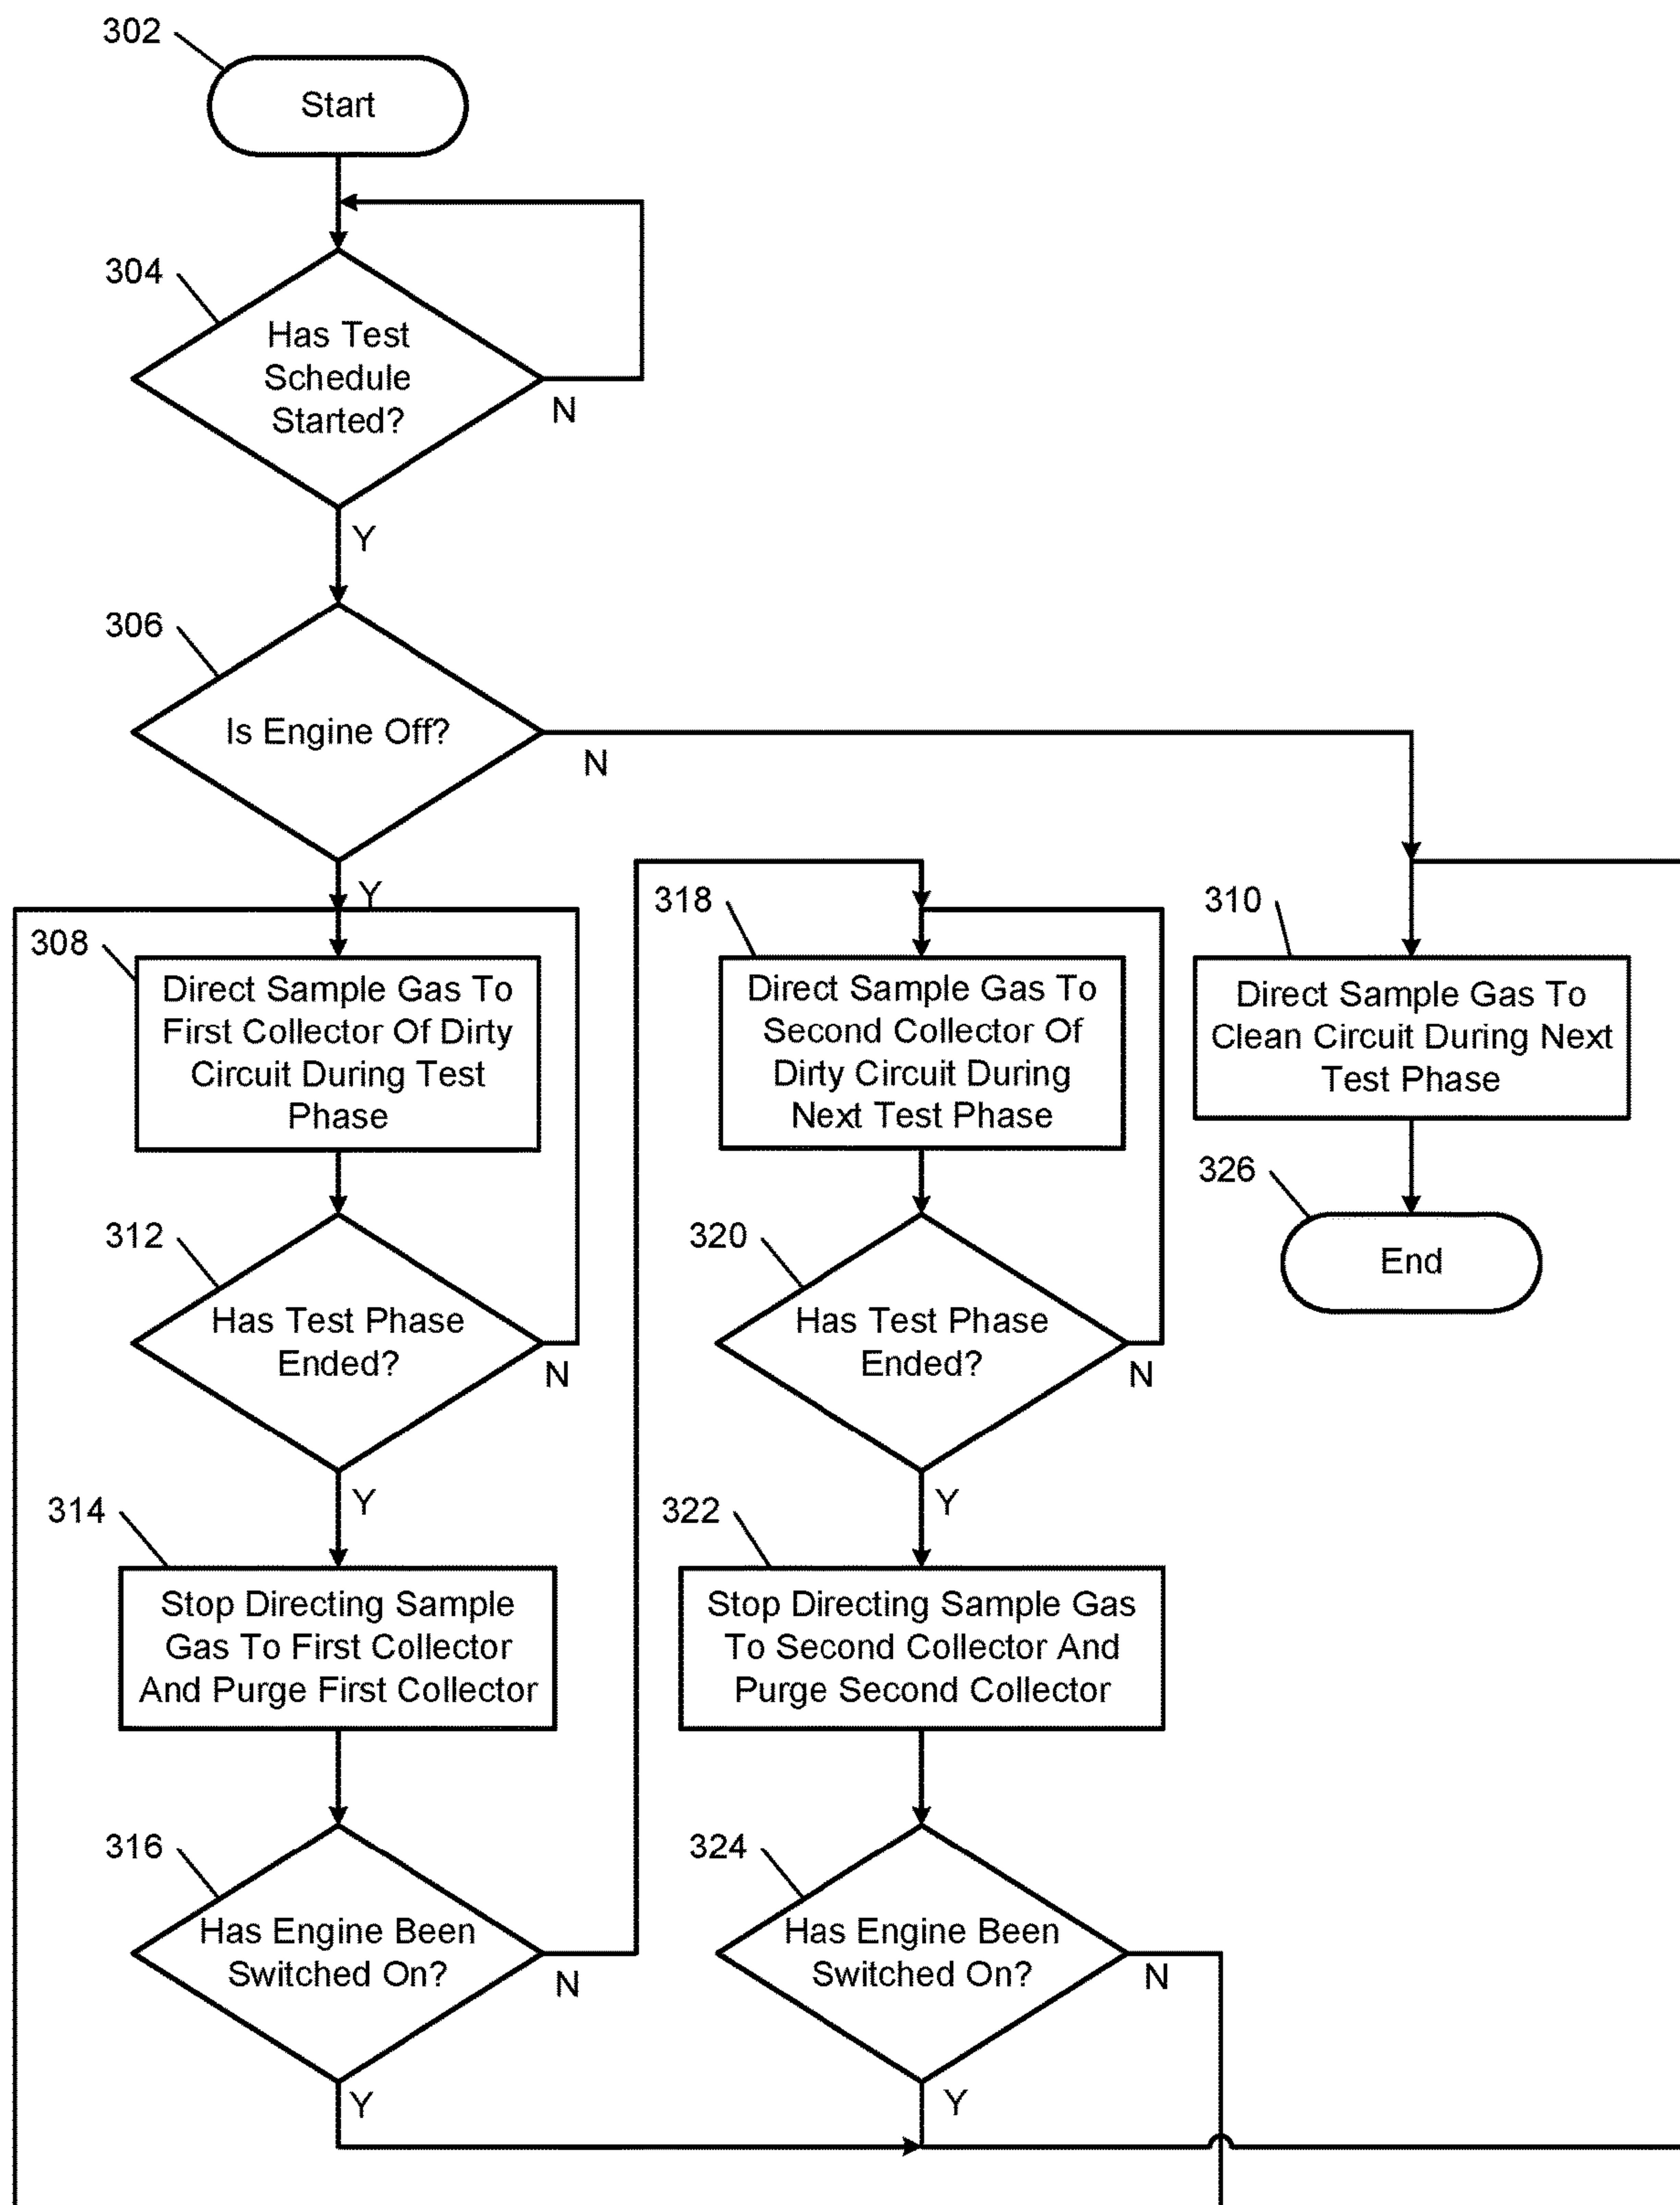 302
Start
304
Has Test
Schedule
Started?
N
Y
306
Is Engine Off?
N
Y
308
Direct Sample Gas To
First Collector Of Dirty
Circuit During Test
Phase
312
Has Test Phase
Ended?
N
Y
314
Stop Directing Sample
Gas To First Collector
And Purge First Collector
316
Has Engine Been
Switched On?
N
Y
318
Direct Sample Gas To
Second Collector Of
Dirty Circuit During
Next Test Phase
320
Has Test Phase
Ended?
N
Y
322
Stop Directing Sample Gas
To Second Collector And
Purge Second Collector
324
Has Engine Been
Switched On?
N
Y
310
Direct Sample Gas To
Clean Circuit During Next
Test Phase
326
End